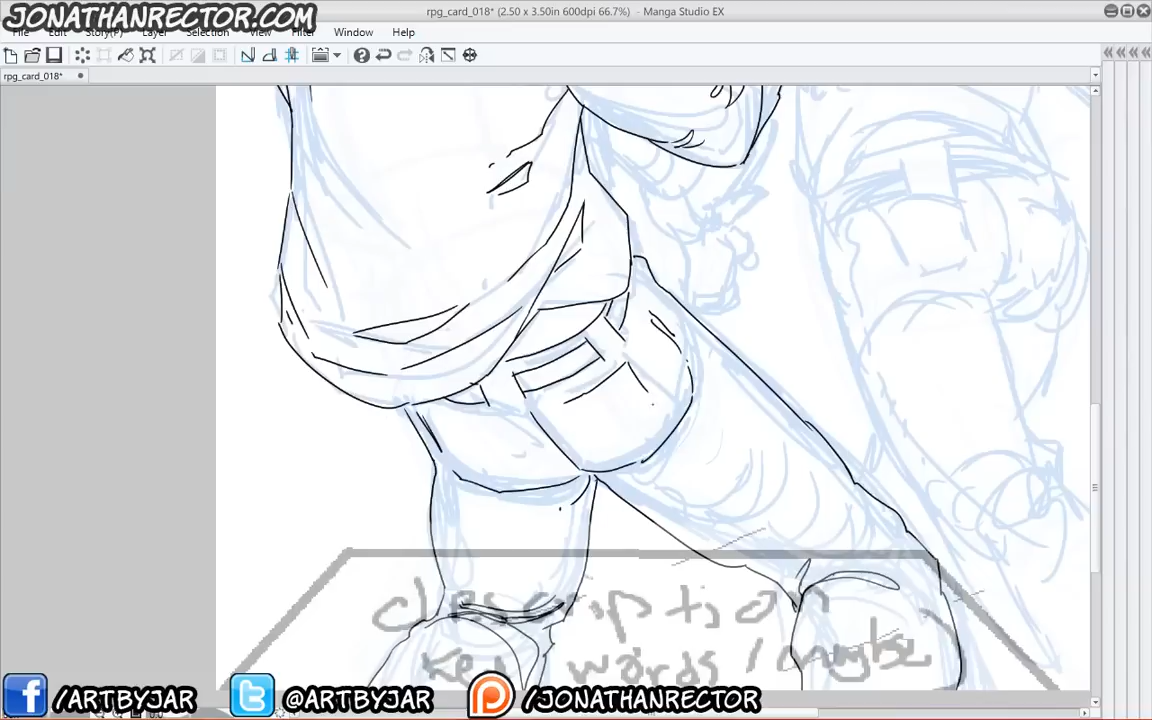 JONATHANRECTOR.COM
rpg_card_018* (2.50 x 3.50in 600dpi 66.7%) - Manga Studio EX
File Edit Story(P) Layer Selection View Filter Window Help
rpg_card_018*
description
key words / maybe
/ARTBYJAR @ARTBYJAR /JONATHANRECTOR